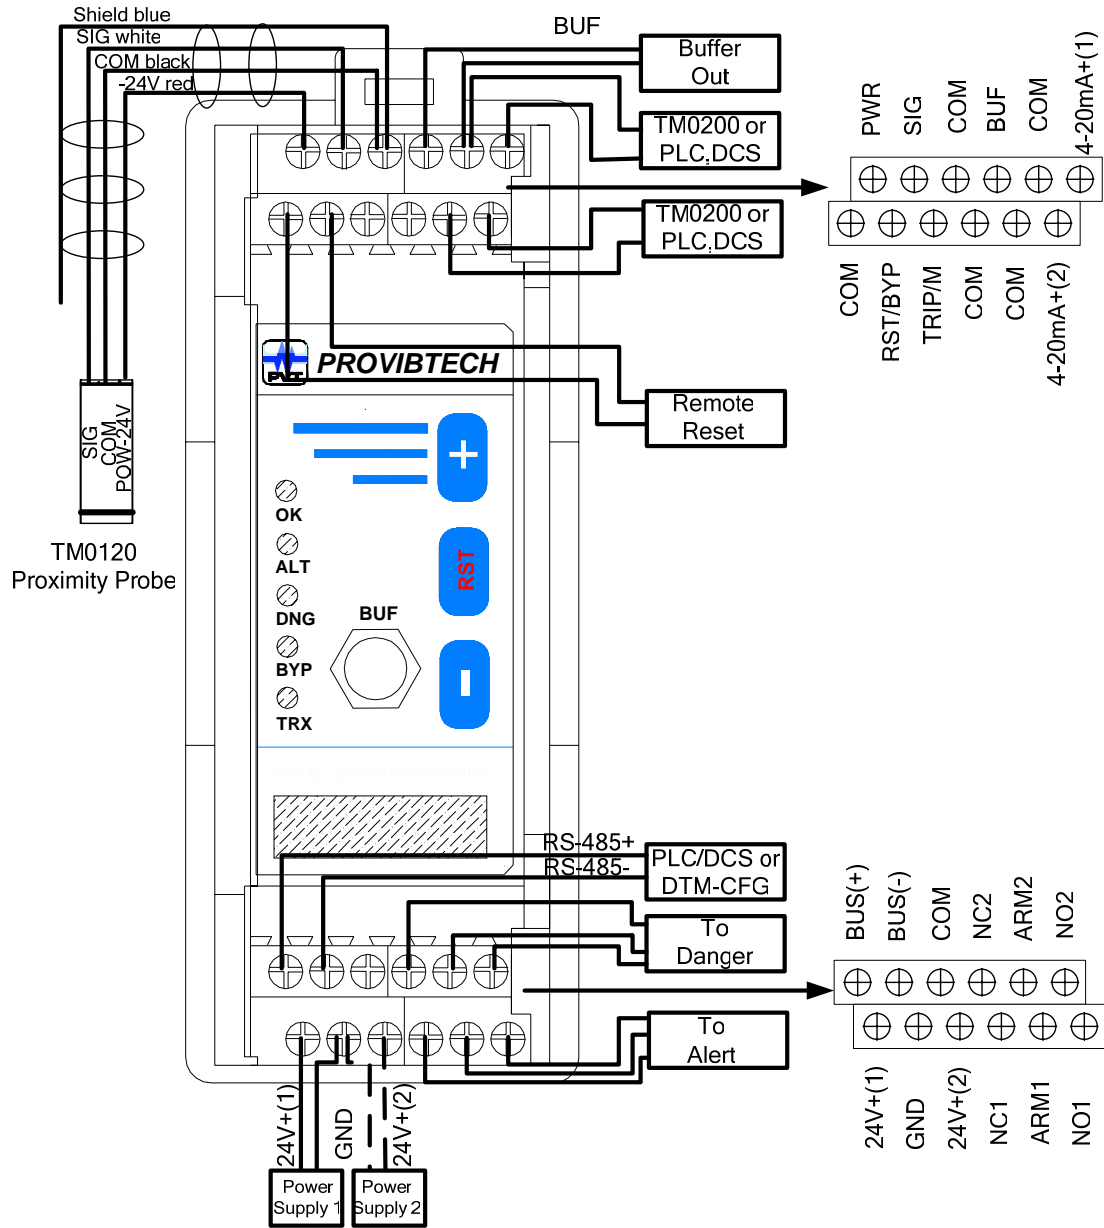 Shield blue
SIG white
COM black
-24V red
BUF
Buffer
Out
TM0200 or
PLC,DCS
TM0200 or
PLC,DCS
PWR
SIG
COM
BUF
COM
4-20mA+(1)
COM
RST/BYP
TRIP/M
COM
COM
4-20mA+(2)
PVT
PROVIBTECH
Remote
Reset
SIG
COM
POW-24V
TM0120
Proximity Probe
+
RST
-
OK
ALT
DNG
BYP
TRX
BUF
RS-485+
RS-485-
PLC/DCS or
DTM-CFG
To
Danger
To
Alert
BUS(+)
BUS(-)
COM
NC2
ARM2
NO2
24V+(1)
GND
24V+(2)
NC1
ARM1
NO1
24V+(1)
GND
24V+(2)
Power
Supply 1
Power
Supply 2